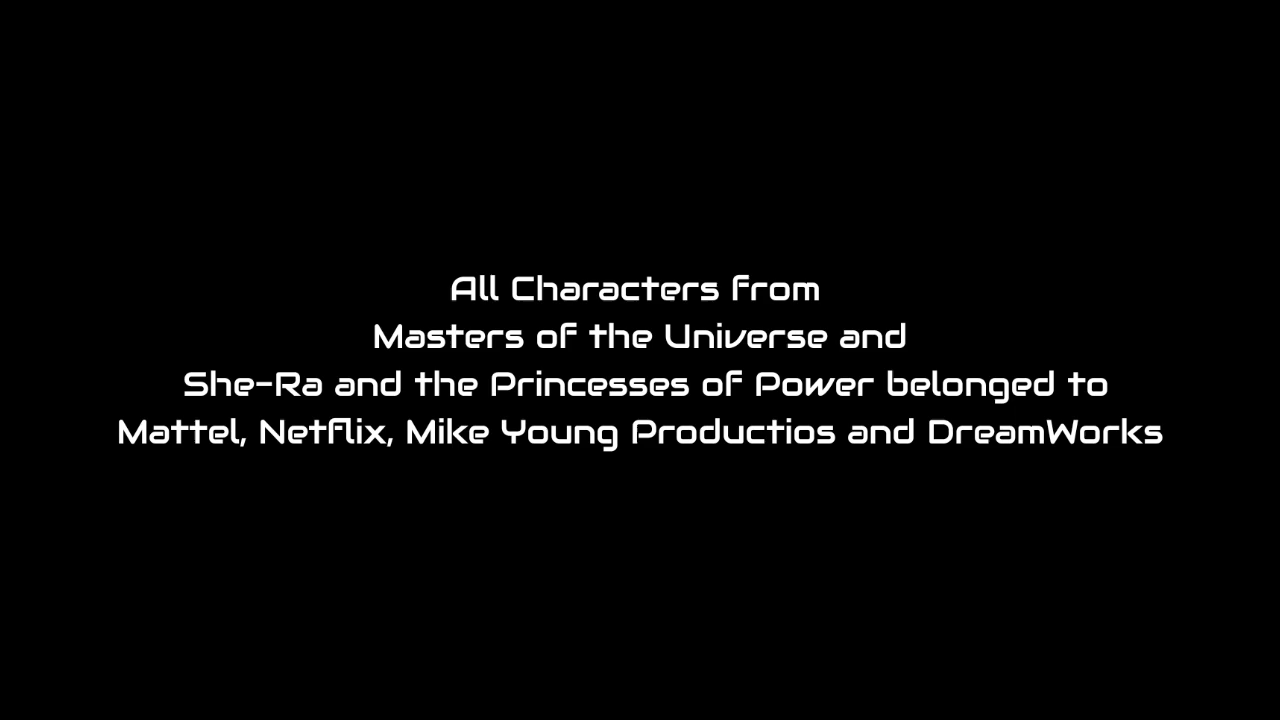 All Characters from
Masters of the Universe and
She-Ra and the Princesses of Power belonged to
Mattel, Netflix, Mike Young Productios and DreamWorks